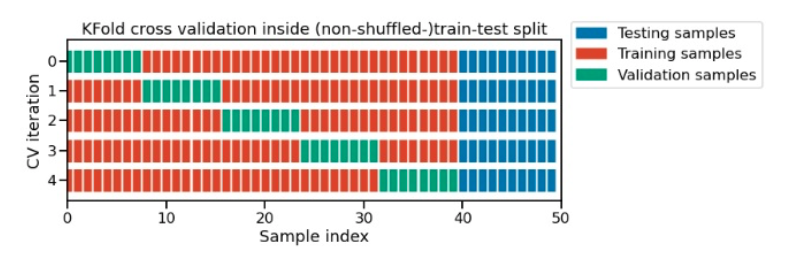 KFold cross validation inside (non-shuffled-)train-test split
Testing samples
Training samples
Validation samples
CV iteration
0
1
2
3
4
0 10 20 30 40 50
Sample index